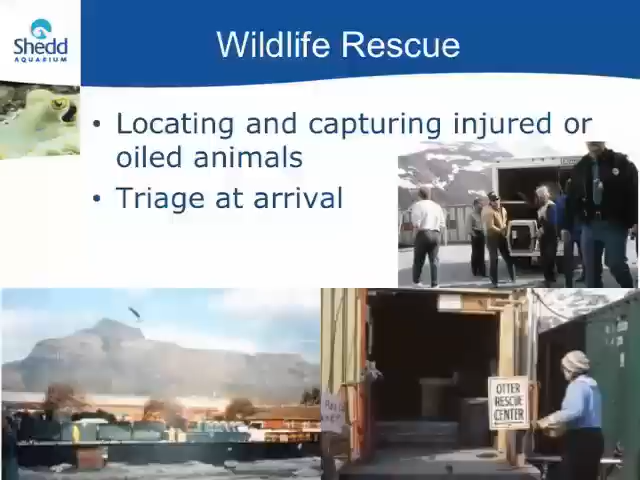 Shedd
AQUARIUM
Wildlife Rescue
• Locating and capturing injured or
oiled animals
• Triage at arrival
OTTER
RESCUE
CENTER